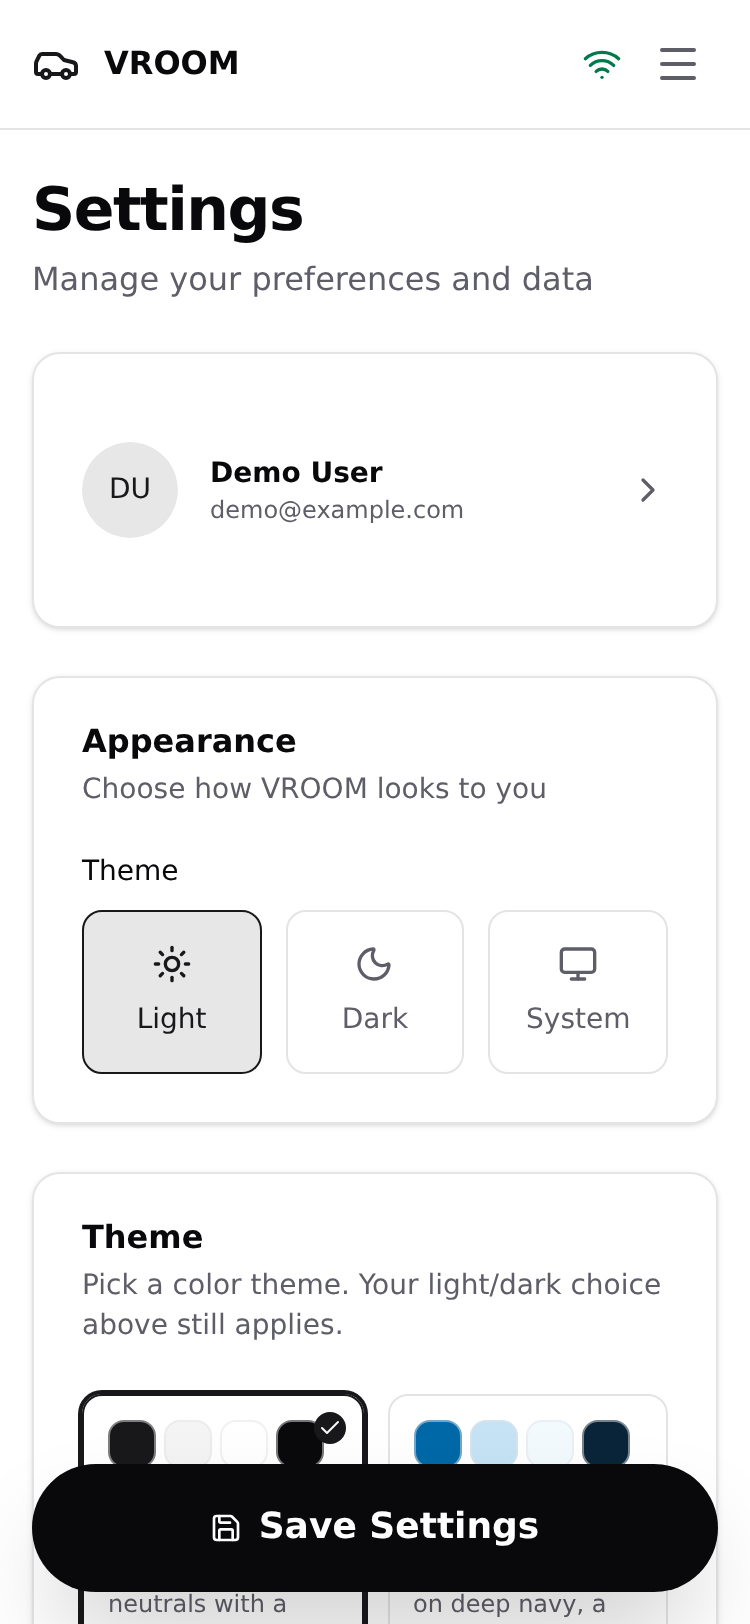 VROOM
Settings
Manage your preferences and data
DU
Demo User
demo@example.com
Appearance
Choose how VROOM looks to you
Theme
Light
Dark
System
Theme
Pick a color theme. Your light/dark choice
above still applies.
Save Settings
neutrals with a
on deep navy, a